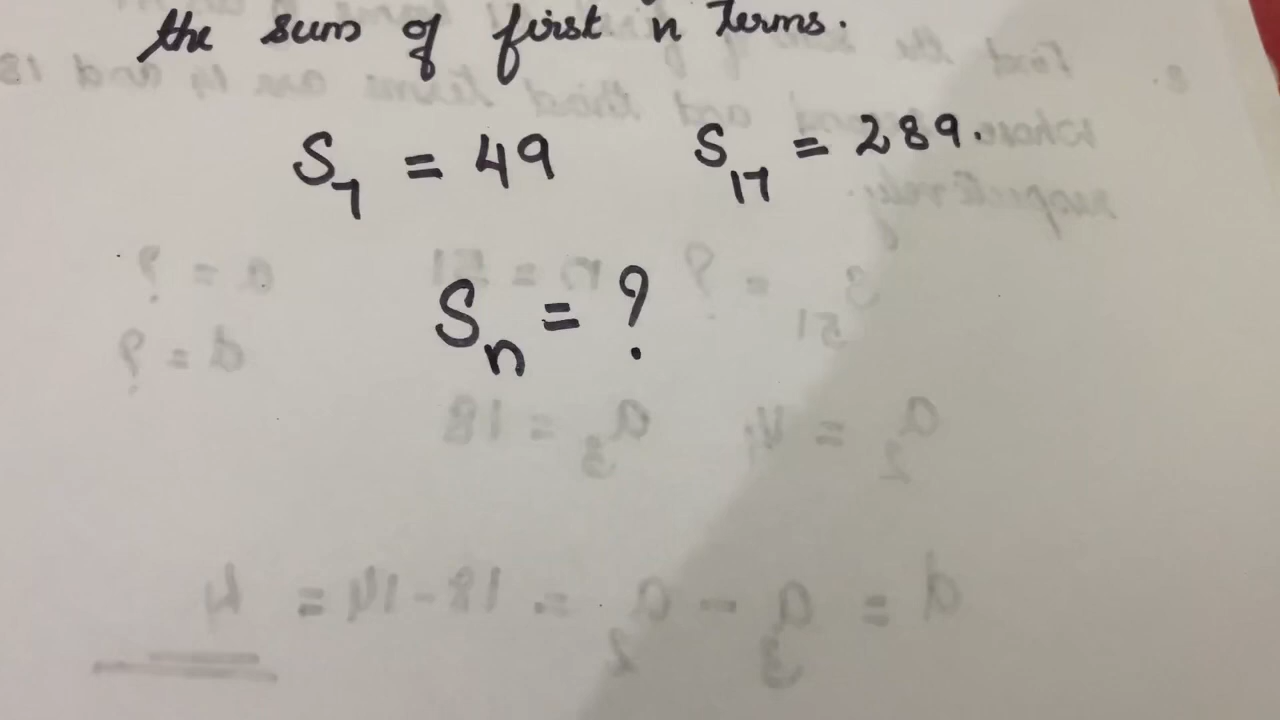 the sum of first n Terms.
S₇ = 49 S₁₇ = 289.
Sₙ = ?